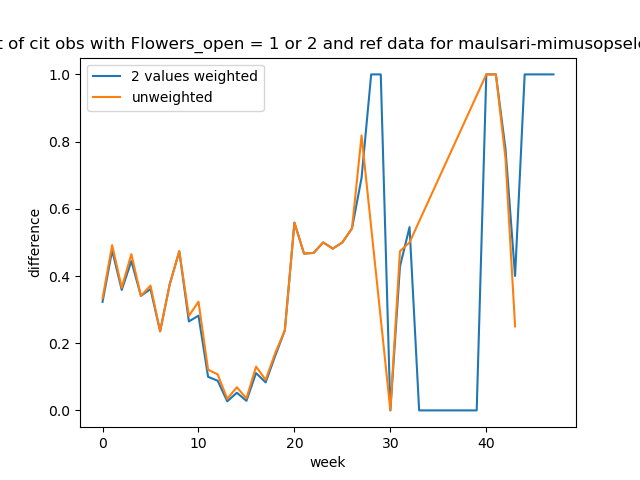 t of cit obs with Flowers_open = 1 or 2 and ref data for maulsari-mimusopsel
2 values weighted
unweighted
difference
1.0
0.8
0.6
0.4
0.2
0.0
0 10 20 30 40
week